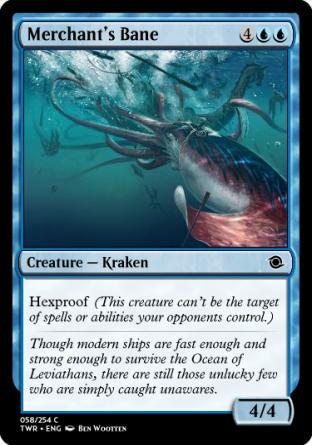 Merchant's Bane 4
Creature — Kraken
Hexproof (This creature can't be the target
of spells or abilities your opponents control.)
Though modern ships are fast enough and
strong enough to survive the Ocean of
Leviathans, there are still those unlucky few
who are simply caught unawares.
4/4
058/254 C
TWR • ENG Ben Wootten